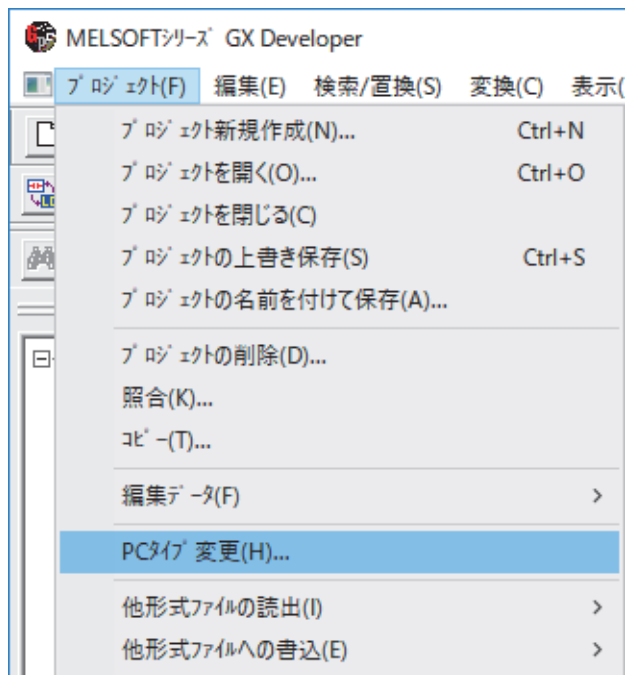 MELSOFTｼﾘｰｽﾞ GX Developer
ﾌﾟﾛｼﾞｪｸﾄ(F) 編集(E) 検索/置換(S) 変換(C) 表示(
ﾌﾟﾛｼﾞｪｸﾄ新規作成(N)... Ctrl+N
ﾌﾟﾛｼﾞｪｸﾄを開く(O)... Ctrl+O
ﾌﾟﾛｼﾞｪｸﾄを閉じる(C)
ﾌﾟﾛｼﾞｪｸﾄの上書き保存(S) Ctrl+S
ﾌﾟﾛｼﾞｪｸﾄの名前を付けて保存(A)...
ﾌﾟﾛｼﾞｪｸﾄの削除(D)...
照合(K)...
ｺﾋﾟｰ(T)...
編集ﾃﾞｰﾀ(F)
PCﾀｲﾌﾟ変更(H)...
他形式ﾌｧｲﾙの読出(I)
他形式ﾌｧｲﾙへの書込(E)